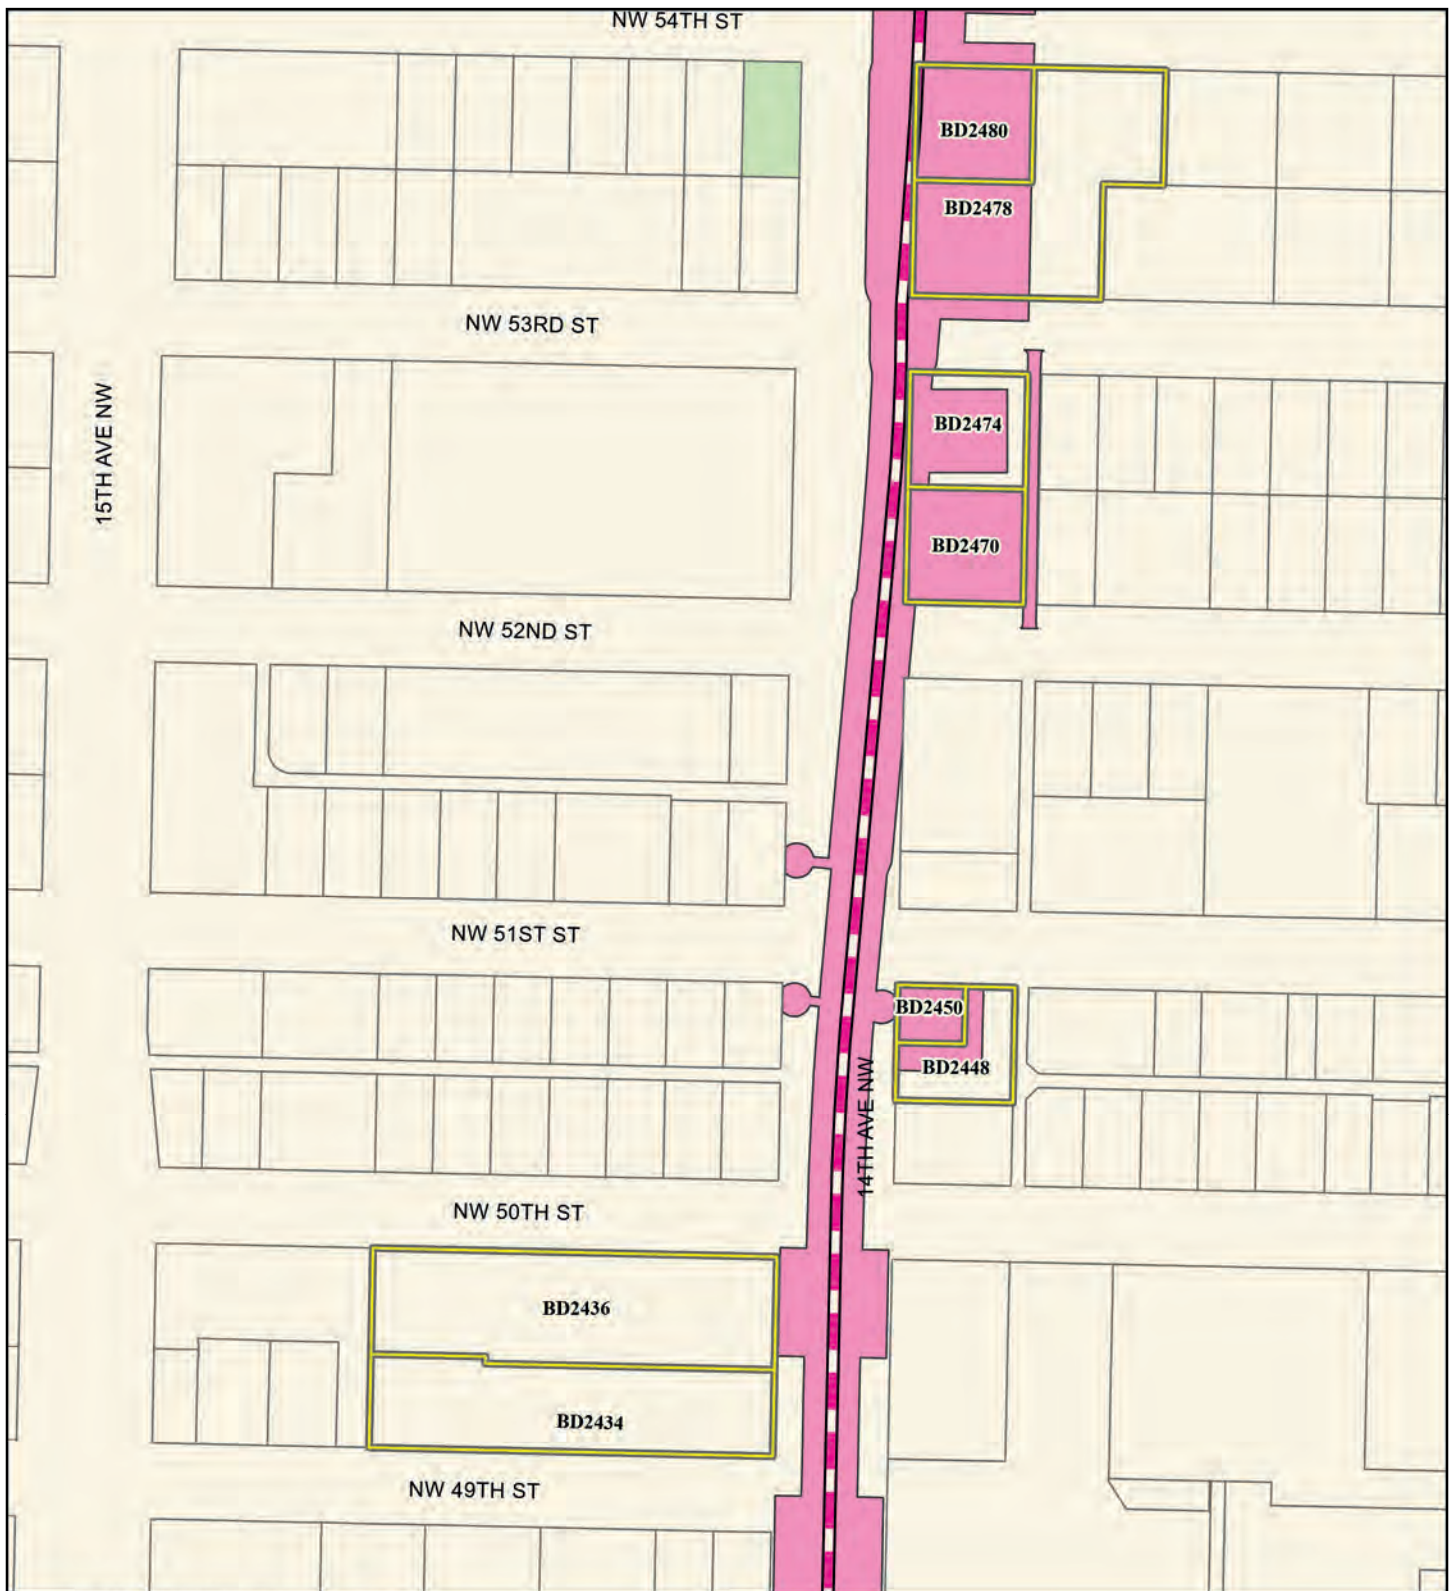 NW 54TH ST
BD2480
BD2478
NW 53RD ST
15TH AVE NW
BD2474
BD2470
NW 52ND ST
NW 51ST ST
BD2450
BD2448
14TH AVE NW
NW 50TH ST
BD2436
BD2434
NW 49TH ST